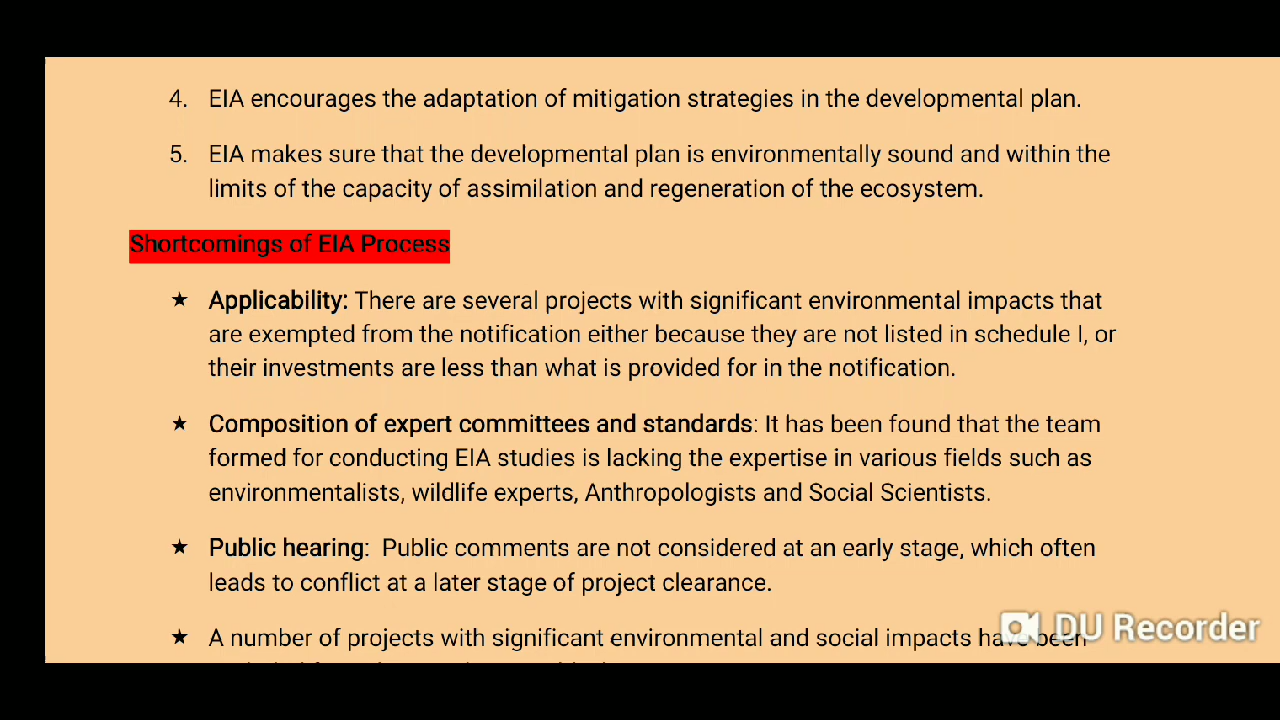 4. EIA encourages the adaptation of mitigation strategies in the developmental plan.
5. EIA makes sure that the developmental plan is environmentally sound and within the
limits of the capacity of assimilation and regeneration of the ecosystem.
Shortcomings of EIA Process
★ Applicability: There are several projects with significant environmental impacts that
are exempted from the notification either because they are not listed in schedule I, or
their investments are less than what is provided for in the notification.
★ Composition of expert committees and standards: It has been found that the team
formed for conducting EIA studies is lacking the expertise in various fields such as
environmentalists, wildlife experts, Anthropologists and Social Scientists.
★ Public hearing: Public comments are not considered at an early stage, which often
leads to conflict at a later stage of project clearance.
★ A number of projects with significant environmental and social impacts have been
DU Recorder